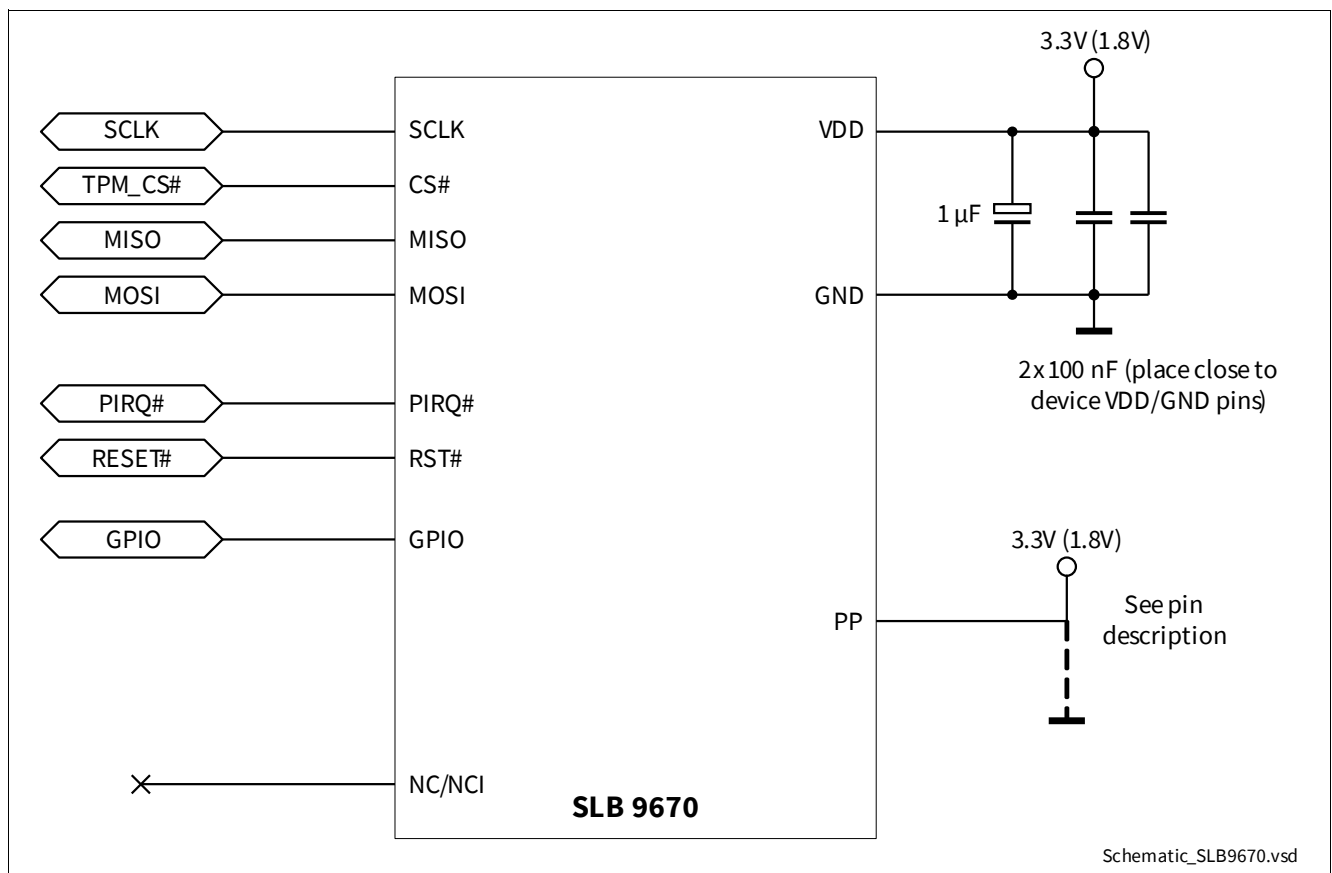 3.3V (1.8V)
SCLK
SCLK
VDD
TPM_CS#
CS#
1 µF
MISO
MISO
MOSI
MOSI
GND
2x 100 nF (place close to
device VDD/GND pins)
PIRQ#
PIRQ#
RESET#
RST#
GPIO
GPIO
3.3V (1.8V)
See pin
description
PP
NC/NCI
SLB 9670
Schematic_SLB9670.vsd